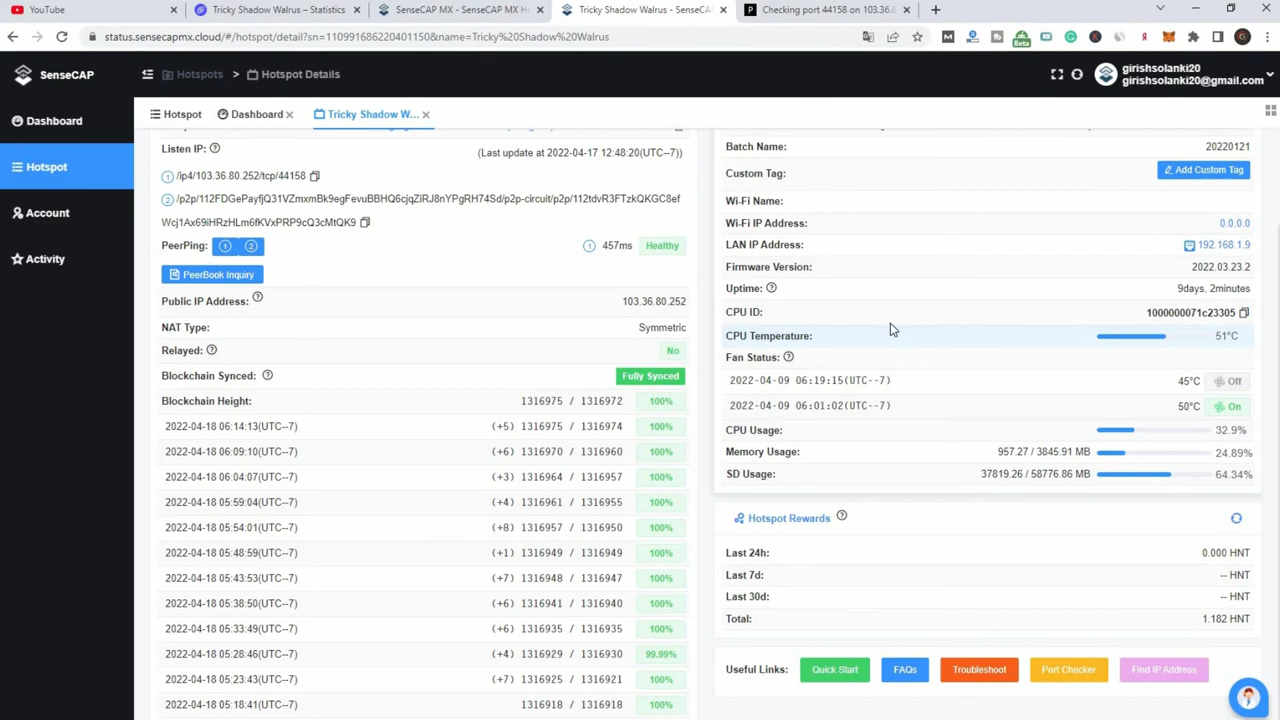 YouTube
Tricky Shadow Walrus – Statistics
SenseCAP MX - SenseCAP MX H
Tricky Shadow Walrus - SenseCAP
Checking port 44158 on 103.36.8
status.sensecapmx.cloud/#/hotspot/detail?sn=110991686220401150&name=Tricky%20Shadow%20Walrus
SenseCAP
Hotspots > Hotspot Details
girishsolanki20
girishsolanki20@gmail.com
Dashboard
Hotspot
Account
Activity
Hotspot
Dashboard
Tricky Shadow W...
Listen IP:
(Last update at 2022-04-17 12:48:20(UTC--7))
1 /ip4/103.36.80.252/tcp/44158
2 /p2p/112FDGePayfjQ31VZmxmBk9egFevuBBHQ6cjqZiRJ8nYPgRH74Sd/p2p-circuit/p2p/112tdvR3FTzkQKGC8ef
Wcj1Ax69iHRzHLm6fKVxPRP9cQ3cMtQK9
PeerPing: 1 2
1 457ms Healthy
PeerBook Inquiry
Public IP Address: 103.36.80.252
NAT Type: Symmetric
Relayed: No
Blockchain Synced: Fully Synced
Blockchain Height: 1316975 / 1316972 100%
2022-04-18 06:14:13(UTC--7) (+5) 1316975 / 1316974 100%
2022-04-18 06:09:10(UTC--7) (+6) 1316970 / 1316960 100%
2022-04-18 06:04:07(UTC--7) (+3) 1316964 / 1316957 100%
2022-04-18 05:59:04(UTC--7) (+4) 1316961 / 1316955 100%
2022-04-18 05:54:01(UTC--7) (+8) 1316957 / 1316950 100%
2022-04-18 05:48:59(UTC--7) (+1) 1316949 / 1316949 100%
2022-04-18 05:43:53(UTC--7) (+7) 1316948 / 1316947 100%
2022-04-18 05:38:50(UTC--7) (+6) 1316941 / 1316940 100%
2022-04-18 05:33:49(UTC--7) (+6) 1316935 / 1316935 100%
2022-04-18 05:28:46(UTC--7) (+4) 1316929 / 1316930 99.99%
2022-04-18 05:23:43(UTC--7) (+7) 1316925 / 1316921 100%
2022-04-18 05:18:41(UTC--7) 1316918 / 1316918 100%
Batch Name: 20220121
Custom Tag: Add Custom Tag
Wi-Fi Name:
Wi-Fi IP Address: 0.0.0.0
LAN IP Address: 192.168.1.9
Firmware Version: 2022.03.23.2
Uptime: 9days, 2minutes
CPU ID: 1000000071c23305
CPU Temperature: 51°C
Fan Status:
2022-04-09 06:19:15(UTC--7) 45°C Off
2022-04-09 06:01:02(UTC--7) 50°C On
CPU Usage: 32.9%
Memory Usage: 957.27 / 3845.91 MB 24.89%
SD Usage: 37819.26 / 58776.86 MB 64.34%
Hotspot Rewards
Last 24h: 0.000 HNT
Last 7d: -- HNT
Last 30d: -- HNT
Total: 1.182 HNT
Useful Links: Quick Start FAQs Troubleshoot Port Checker Find IP Address